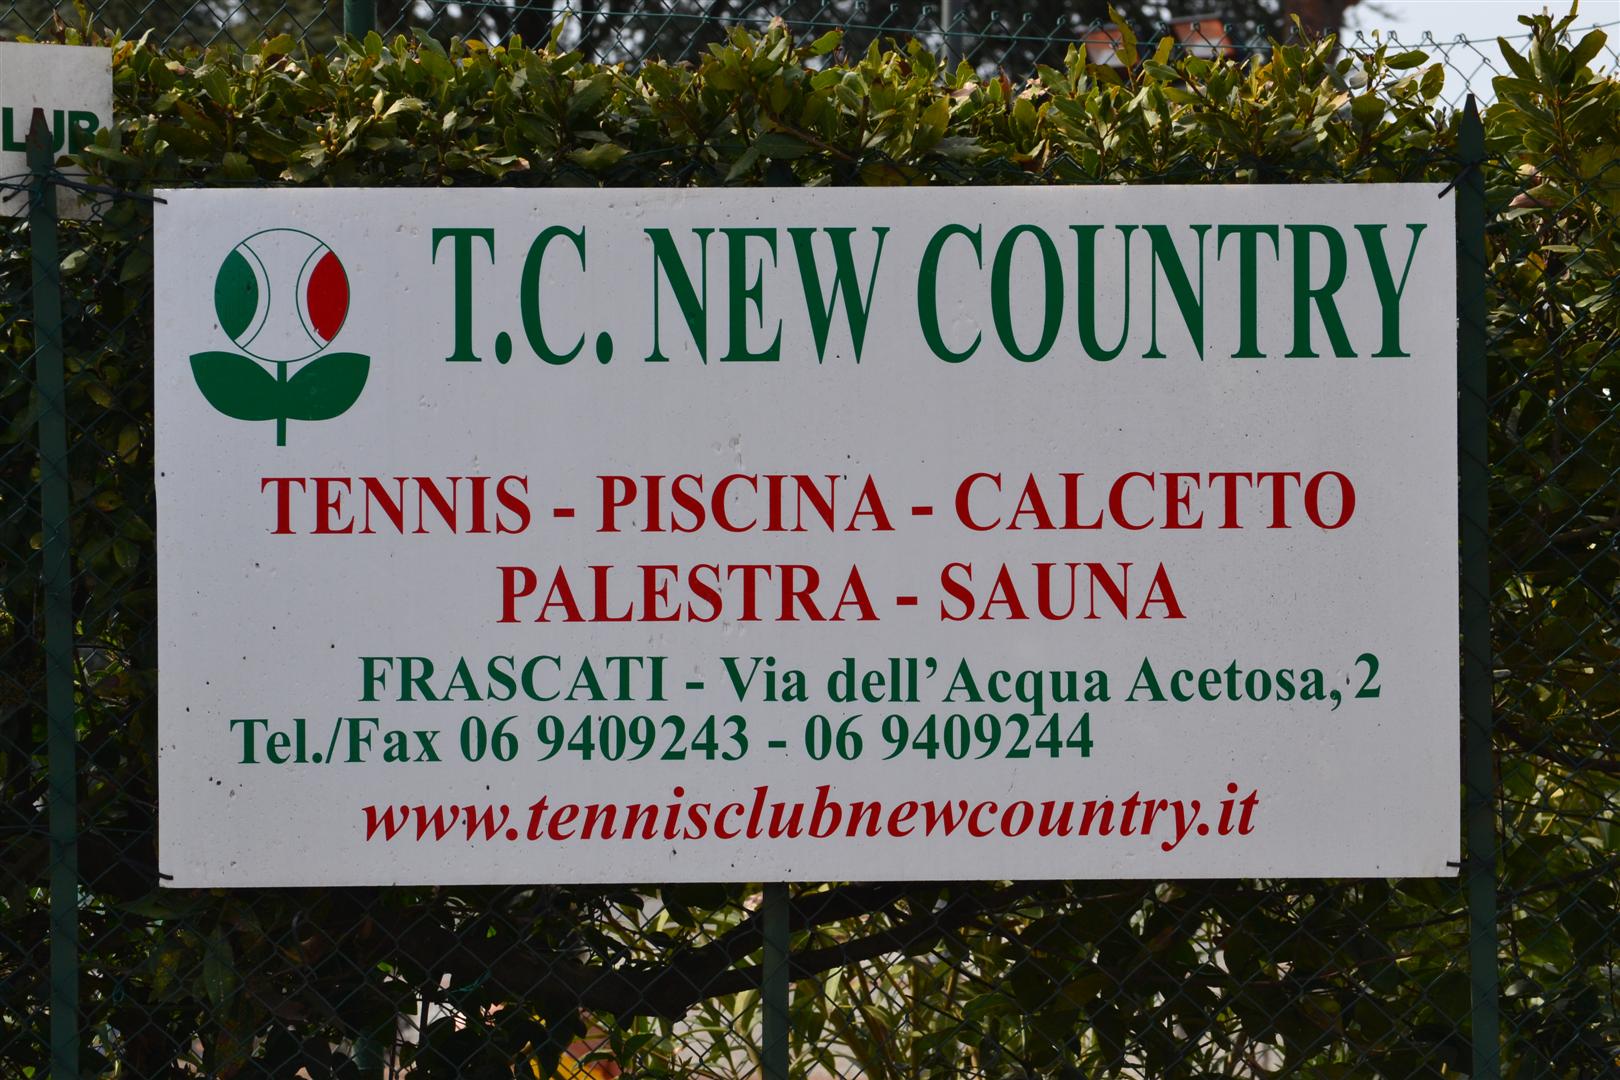 T.C. NEW COUNTRY
TENNIS - PISCINA - CALCETTO
PALESTRA - SAUNA
FRASCATI - Via dell'Acqua Acetosa, 2
Tel./Fax 06 9409243 - 06 9409244
www.tennisclubnewcountry.it